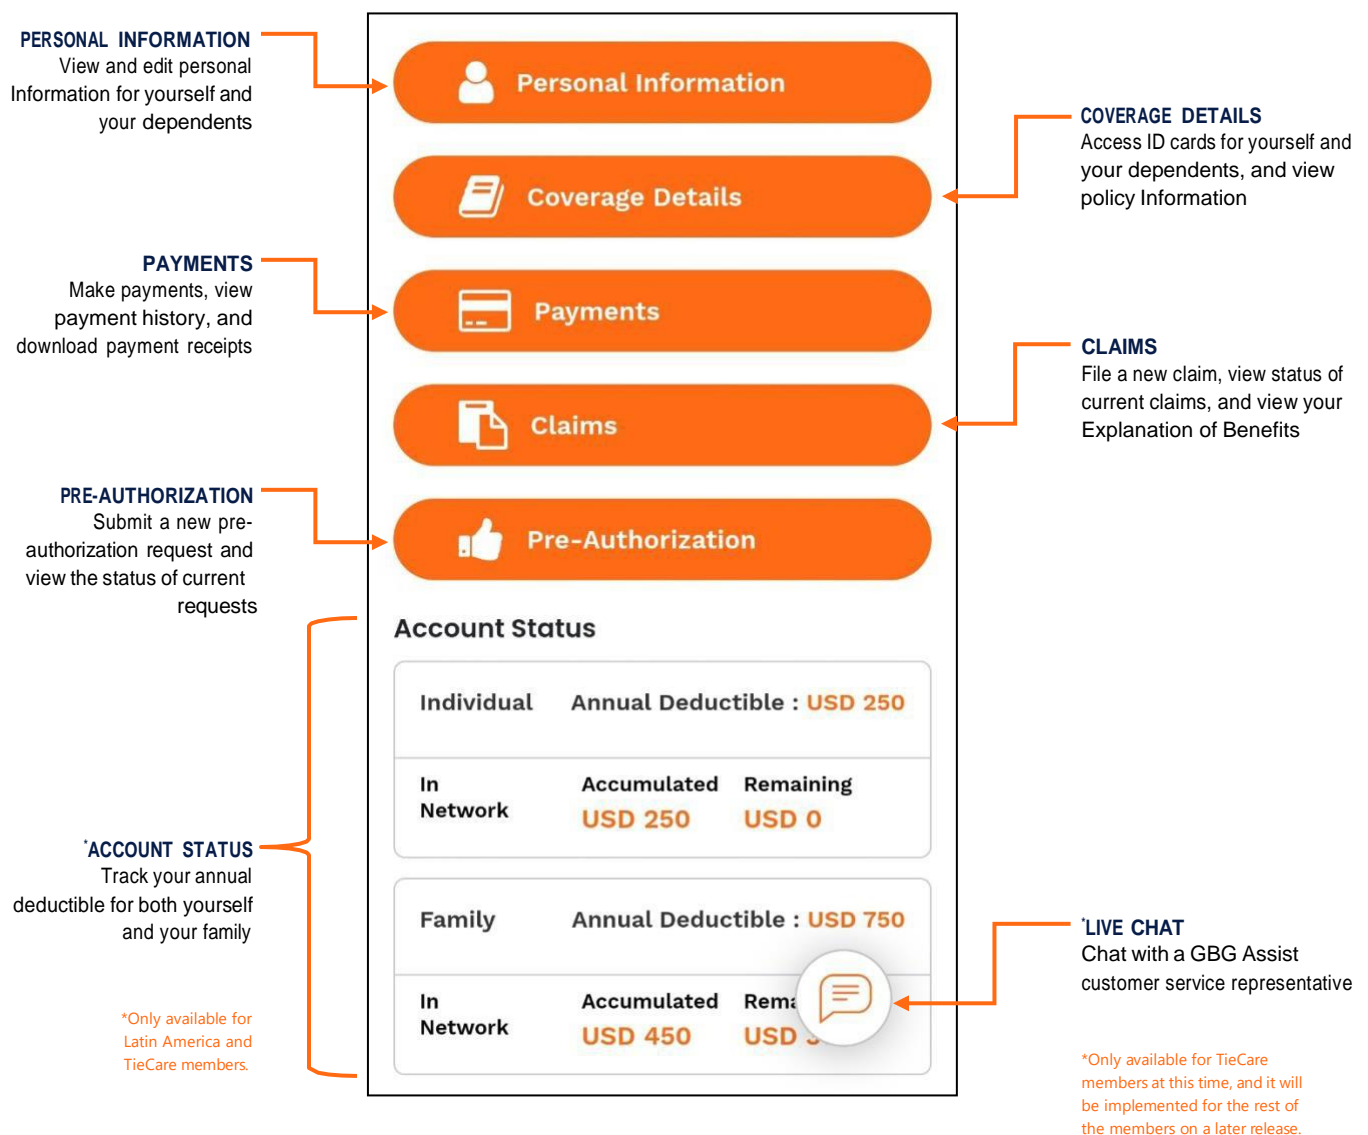 PERSONAL INFORMATION
View and edit personal
Information for yourself and
your dependents
PAYMENTS
Make payments, view
payment history, and
download payment receipts
PRE-AUTHORIZATION
Submit a new pre-
authorization request and
view the status of current
requests
*ACCOUNT STATUS
Track your annual
deductible for both yourself
and your family
*Only available for
Latin America and
TieCare members.
Personal Information
Coverage Details
Payments
Claims
Pre-Authorization
Account Status
Individual Annual Deductible : USD 250
In Accumulated Remaining
Network USD 250 USD 0
Family Annual Deductible : USD 750
In Accumulated Rema
Network USD 450 USD
COVERAGE DETAILS
Access ID cards for yourself and
your dependents, and view
policy Information
CLAIMS
File a new claim, view status of
current claims, and view your
Explanation of Benefits
*LIVE CHAT
Chat with a GBG Assist
customer service representative
*Only available for TieCare
members at this time, and it will
be implemented for the rest of
the members on a later release.